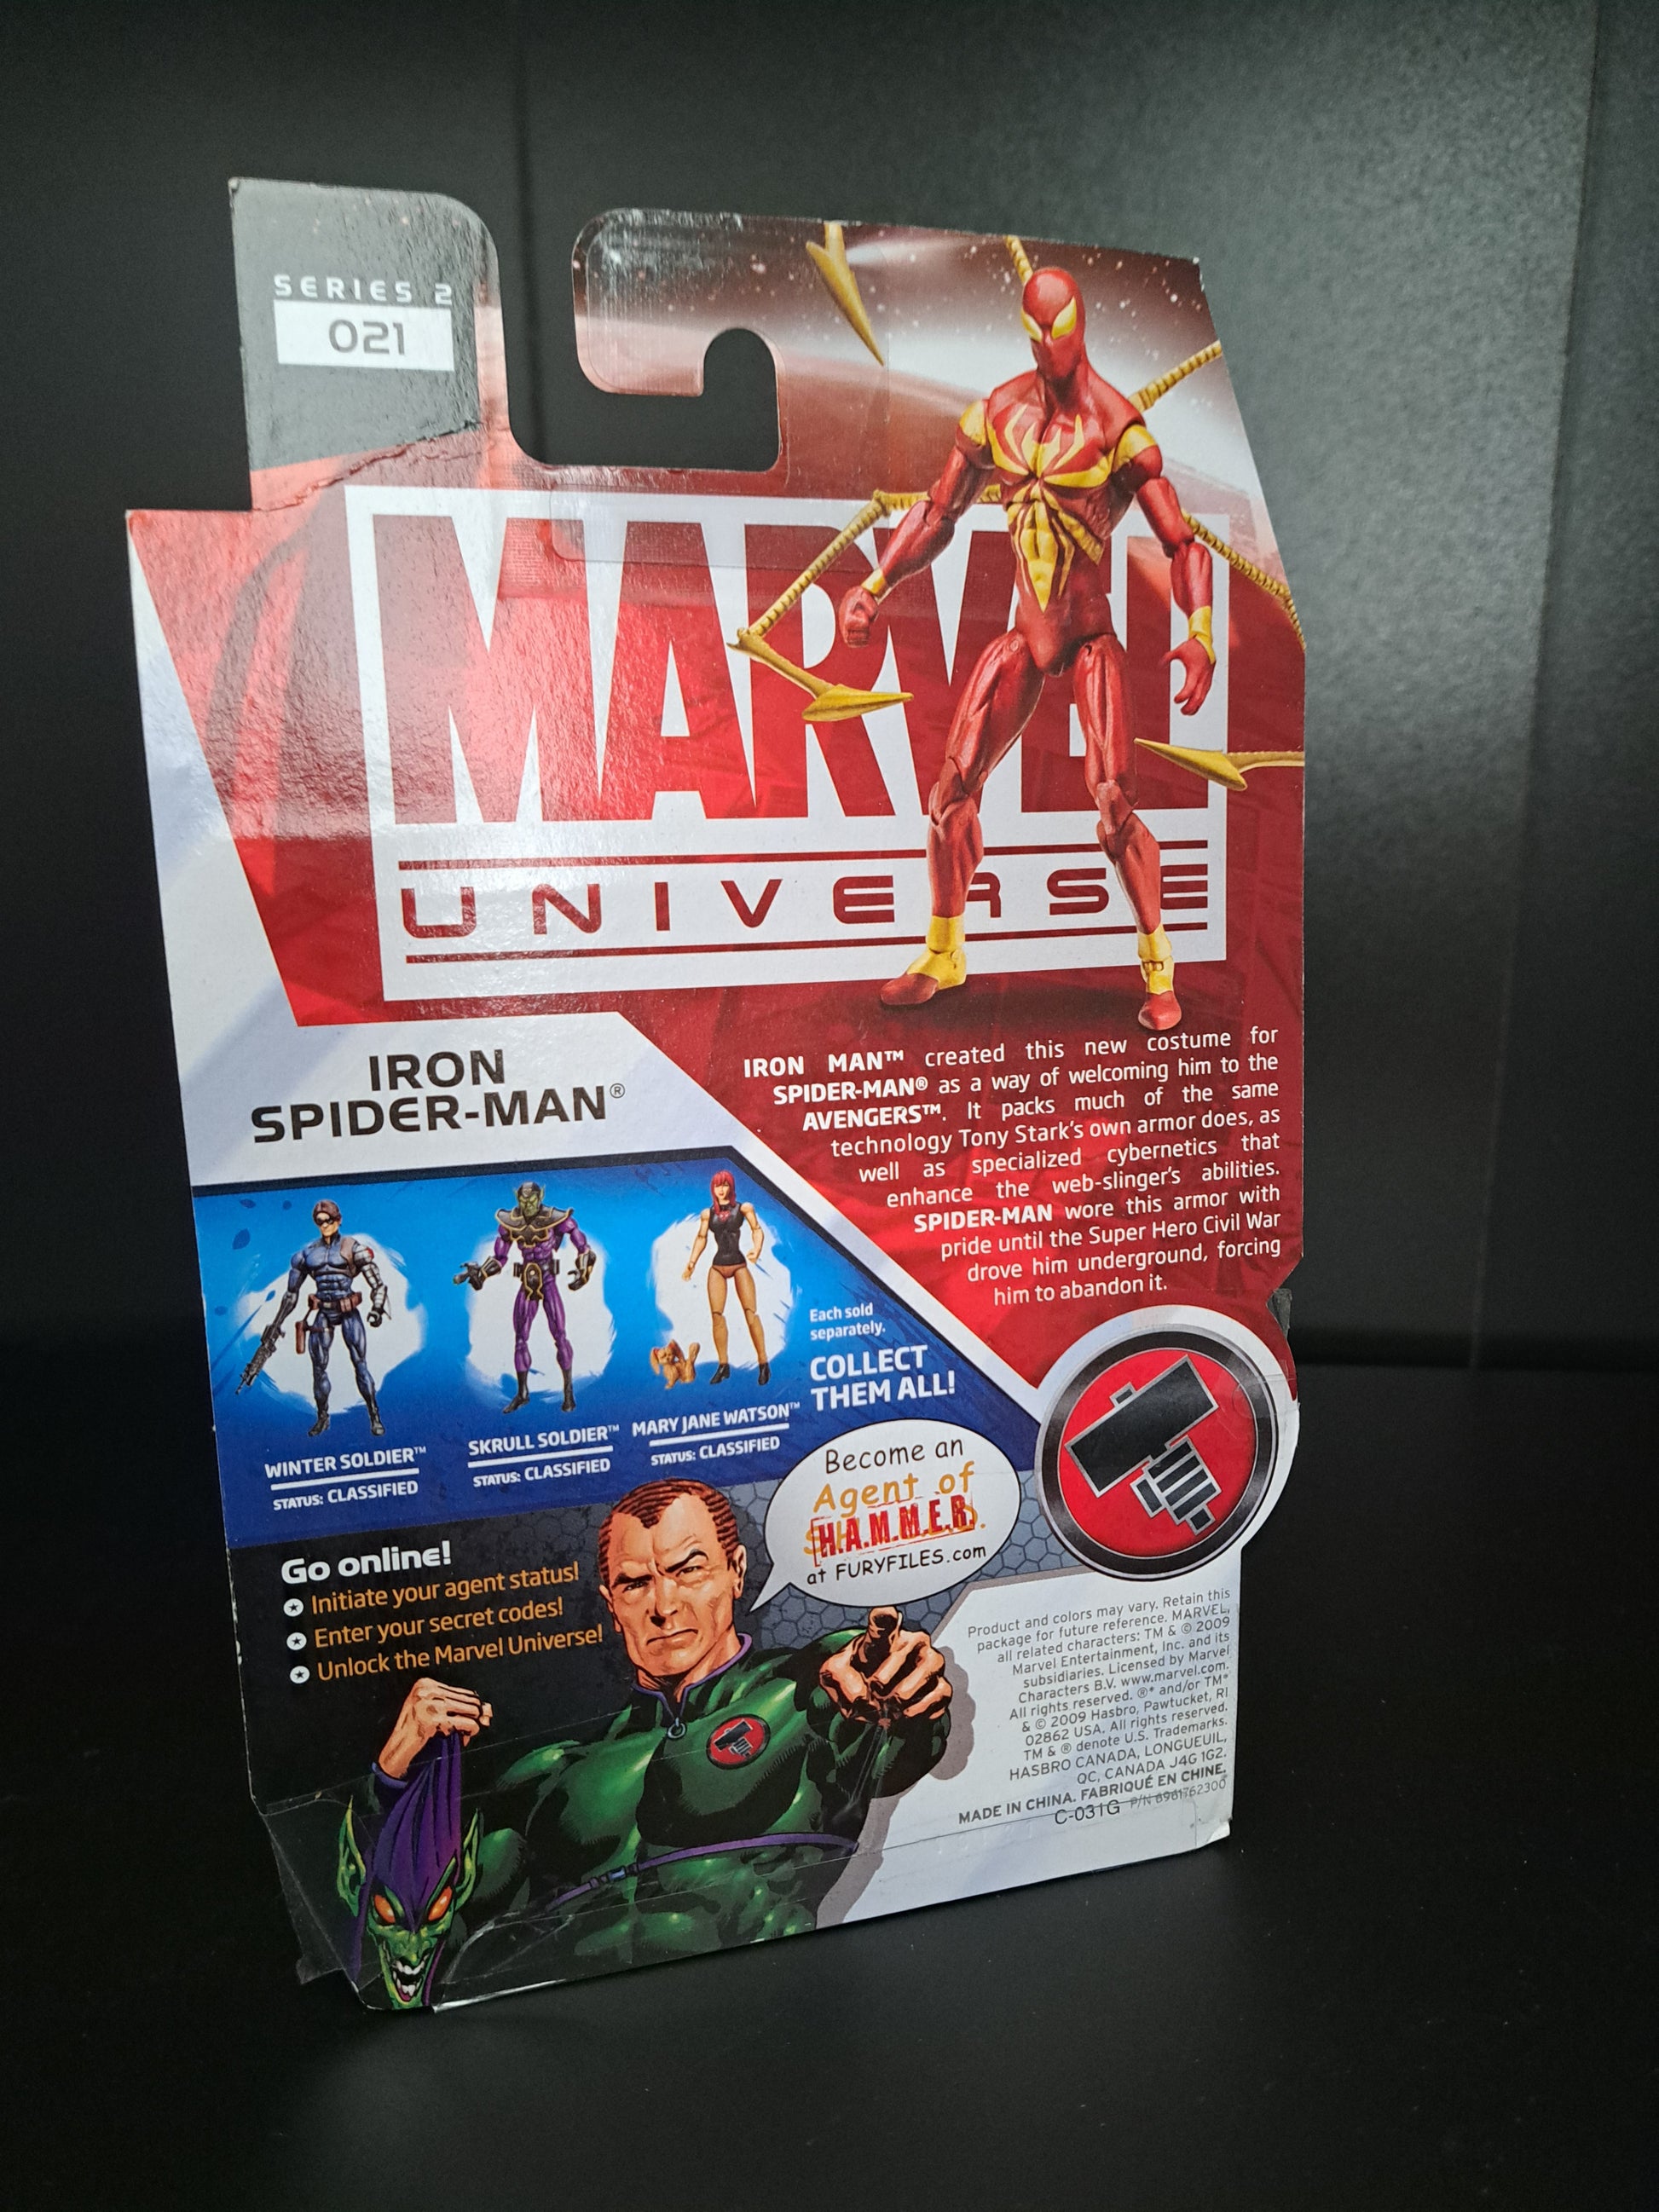 SERIES 2
021
MARVEL
UNIVERSE
IRON
SPIDER-MAN®
IRON MAN™ created this new costume for
SPIDER-MAN® as a way of welcoming him to the
AVENGERS™. It packs much of the same
technology Tony Stark's own armor does, as
well as specialized cybernetics that
enhance the web-slinger's abilities.
SPIDER-MAN wore this armor with
pride until the Super Hero Civil War
drove him underground, forcing
him to abandon it.
WINTER SOLDIER™
STATUS: CLASSIFIED
SKRULL SOLDIER™
STATUS: CLASSIFIED
MARY JANE WATSON™
STATUS: CLASSIFIED
Each sold
separately.
COLLECT
THEM ALL!
Become an
Agent of
H.A.M.M.E.R.
at FURYFILES.com
Go online!
Initiate your agent status!
Enter your secret codes!
Unlock the Marvel Universe!
Product and colors may vary. Retain this
package for future reference. MARVEL,
all related characters: TM & © 2009
Marvel Entertainment, Inc. and its
subsidiaries. Licensed by Marvel
Characters B.V. www.marvel.com.
All rights reserved. ®* and/or TM*
& © 2009 Hasbro, Pawtucket, RI
02862 USA. All rights reserved.
TM & ® denote U.S. Trademarks.
HASBRO CANADA, LONGUEUIL,
QC, CANADA J4G 1G2.
MADE IN CHINA. FABRIQUÉ EN CHINE.
C-031G P/N 6961762300